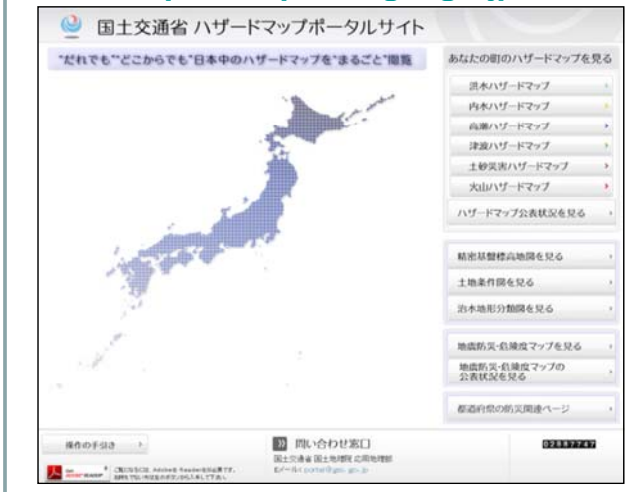 国土交通省 ハザードマップポータルサイト
"だれでも""どこからでも"日本中のハザードマップを"まるごと"閲覧
あなたの町のハザードマップを見る
洪水ハザードマップ
内水ハザードマップ
高潮ハザードマップ
津波ハザードマップ
土砂災害ハザードマップ
火山ハザードマップ
ハザードマップ公表状況を見る
精密基盤標高地図を見る
土地条件図を見る
治水地形分類図を見る
地震防災・危険度マップを見る
地震防災・危険度マップの
公表状況を見る
都道府県の防災関連ページ
操作の手引き
問い合わせ窓口
国土交通省 国土地理院 応用地理部